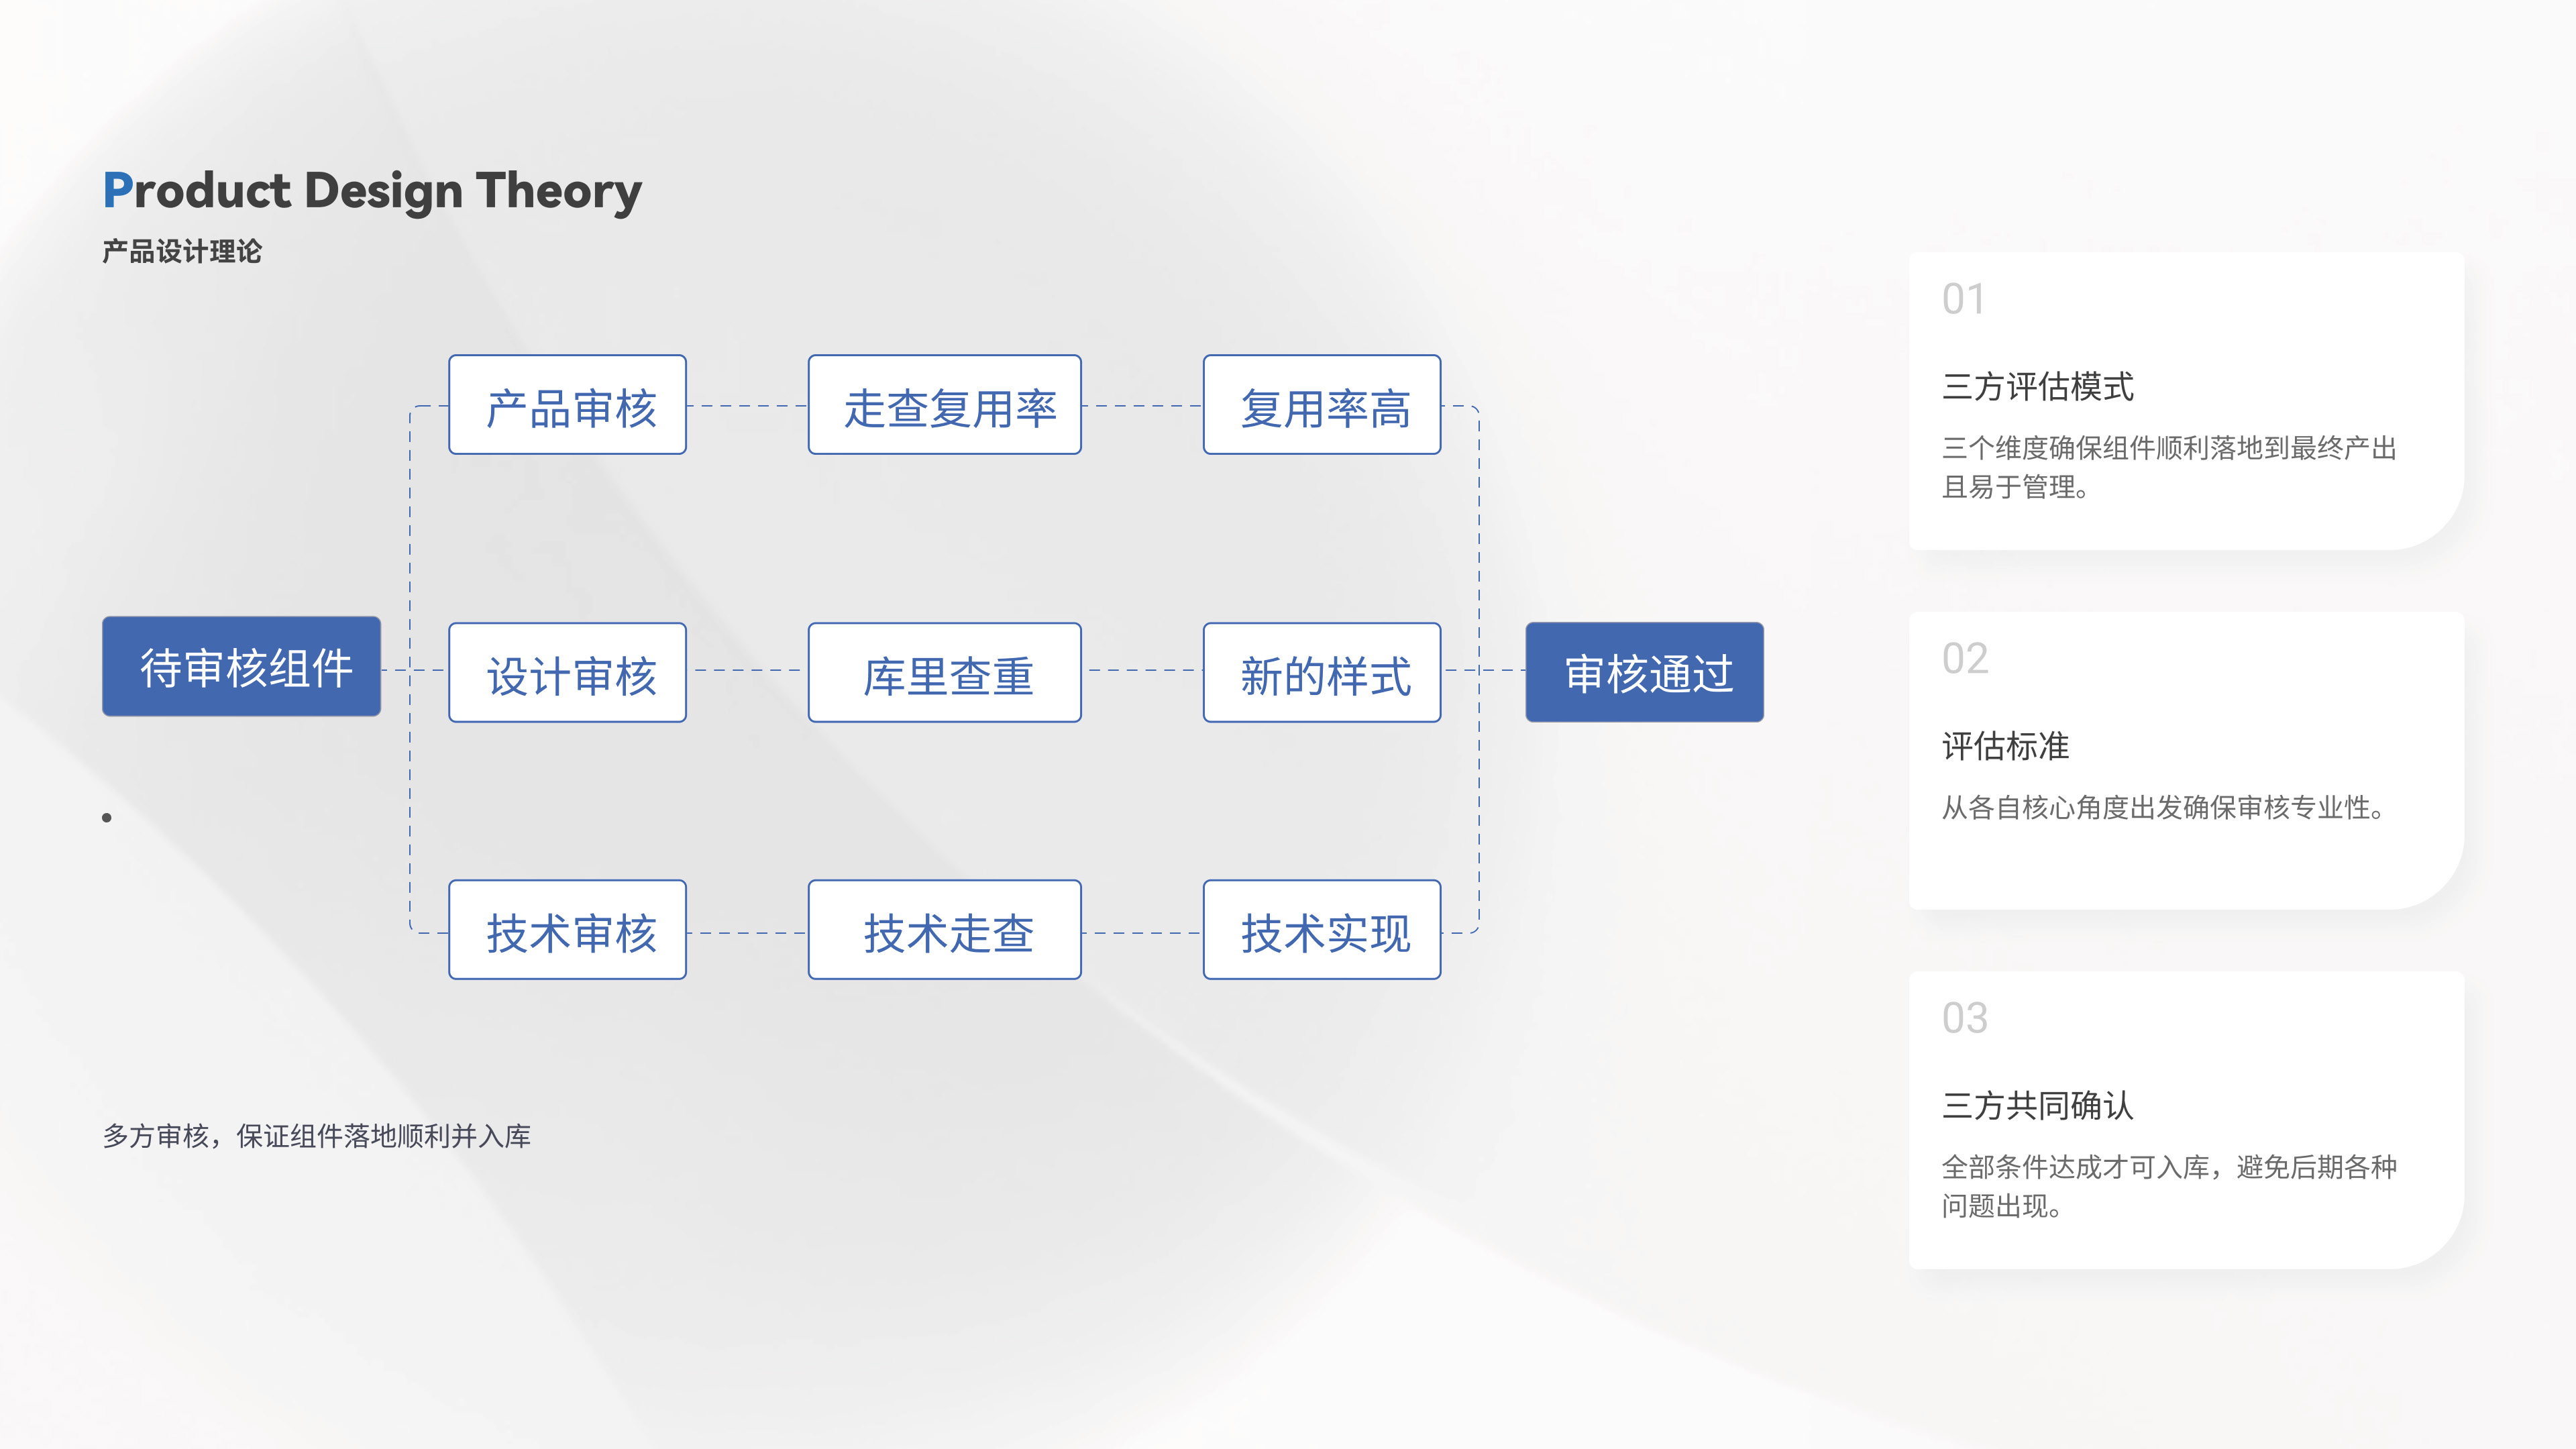 Product Design Theory
产品设计理论
产品审核
走查复用率
复用率高
待审核组件
设计审核
库里查重
新的样式
审核通过
技术审核
技术走查
技术实现
多方审核，保证组件落地顺利并入库
01
三方评估模式
三个维度确保组件顺利落地到最终产出
且易于管理。
02
评估标准
从各自核心角度出发确保审核专业性。
03
三方共同确认
全部条件达成才可入库，避免后期各种
问题出现。